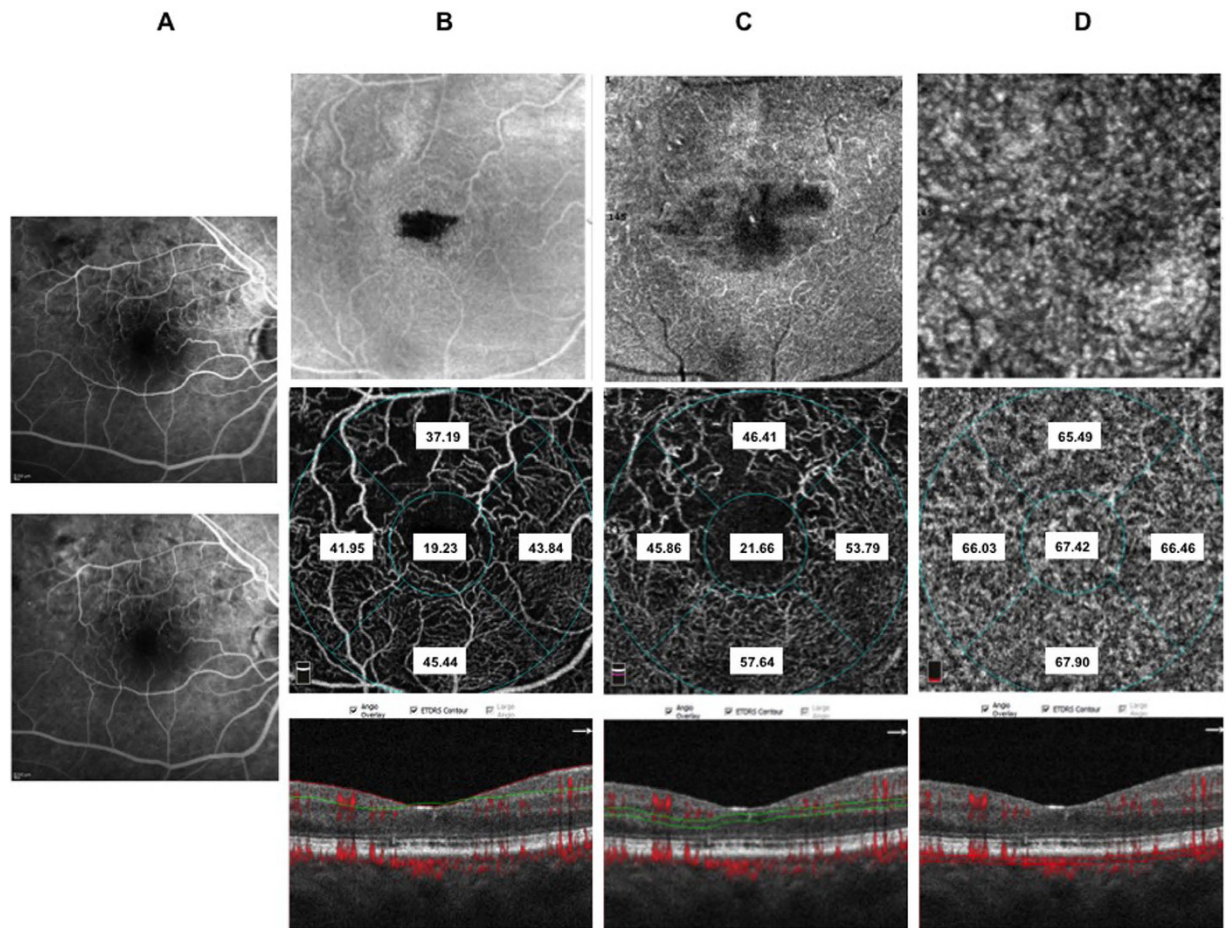 A
B
C
D
37.19
41.95
19.23
43.84
45.44
46.41
45.86
21.66
53.79
57.64
65.49
66.03
67.42
66.46
67.90
Angio
Overlay
ETDRS Contour
Large
Angio
Angio
Overlay
ETDRS Contour
Large
Angio
Angio
Overlay
ETDRS Contour
Large
Angio